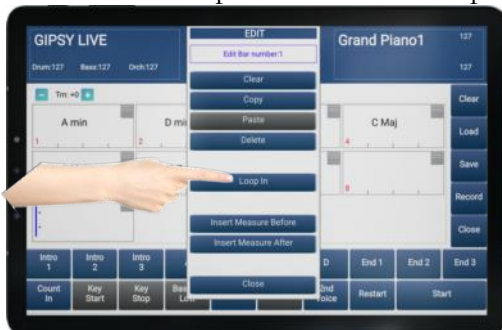 GIPSY LIVE
Drum:127 Bass:127 Orch:127
EDIT
Edit Bar number:1
Grand Piano1
127
127
Trn: +0
Clear
Copy
Paste
Delete
Loop In
Insert Measure Before
Insert Measure After
Close
A min
1
2
C Maj
4
8
Clear
Load
Save
Record
Close
Intro 1
Intro 2
Intro 3
D
End 1
End 2
End 3
Count In
Key Start
Key Stop
2nd Voice
Restart
Start